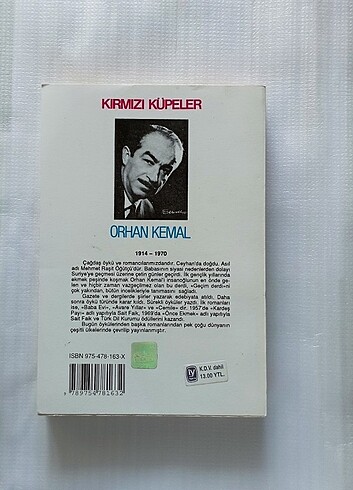 KIRMIZI KÜPELER
ORHAN KEMAL
1914 – 1970
Çağdaş öykü ve romancılarımızdandır. Ceyhan'da doğdu. Asıl
adı Mehmet Raşit Öğütçü'dür. Babasının siyasi nedenlerden dolayı
Suriye'ye geçmesi üzerine çetin günler geçirdi. İlk gençlik yıllarında
ekmek peşinde koşmak Orhan Kemal'i insanoğlunun en önde ge-
len ve hiçbir zaman vazgeçilmez olan bu derdi, «Geçim derdi»ni
çok yakından, bütün incelikleriyle tanımasını sağladı.
Gazete ve dergilerde şiirler yazarak edebiyata atıldı. Daha
sonra öykü türünde karar kıldı. Sürekli öyküler yazdı. İlk romanları
ise, «Baba Evi», «Avare Yıllar» ve «Cemile» dir. 1957'de «Kardeş
Payı» adlı yapıtıyla Sait Faik, 1969'da «Önce Ekmek» adlı yapıtıyla
Sait Faik ve Türk Dil Kurumu ödüllerini kazandı.
Bugün öykülerinden başka romanlarından pek çoğu dünyanın
çeşitli ülkelerinde çevrilip yayınlanmıştır.
ISBN 975-478-163-X
9 789754 781632
K.D.V. dahil
13.00 YTL.